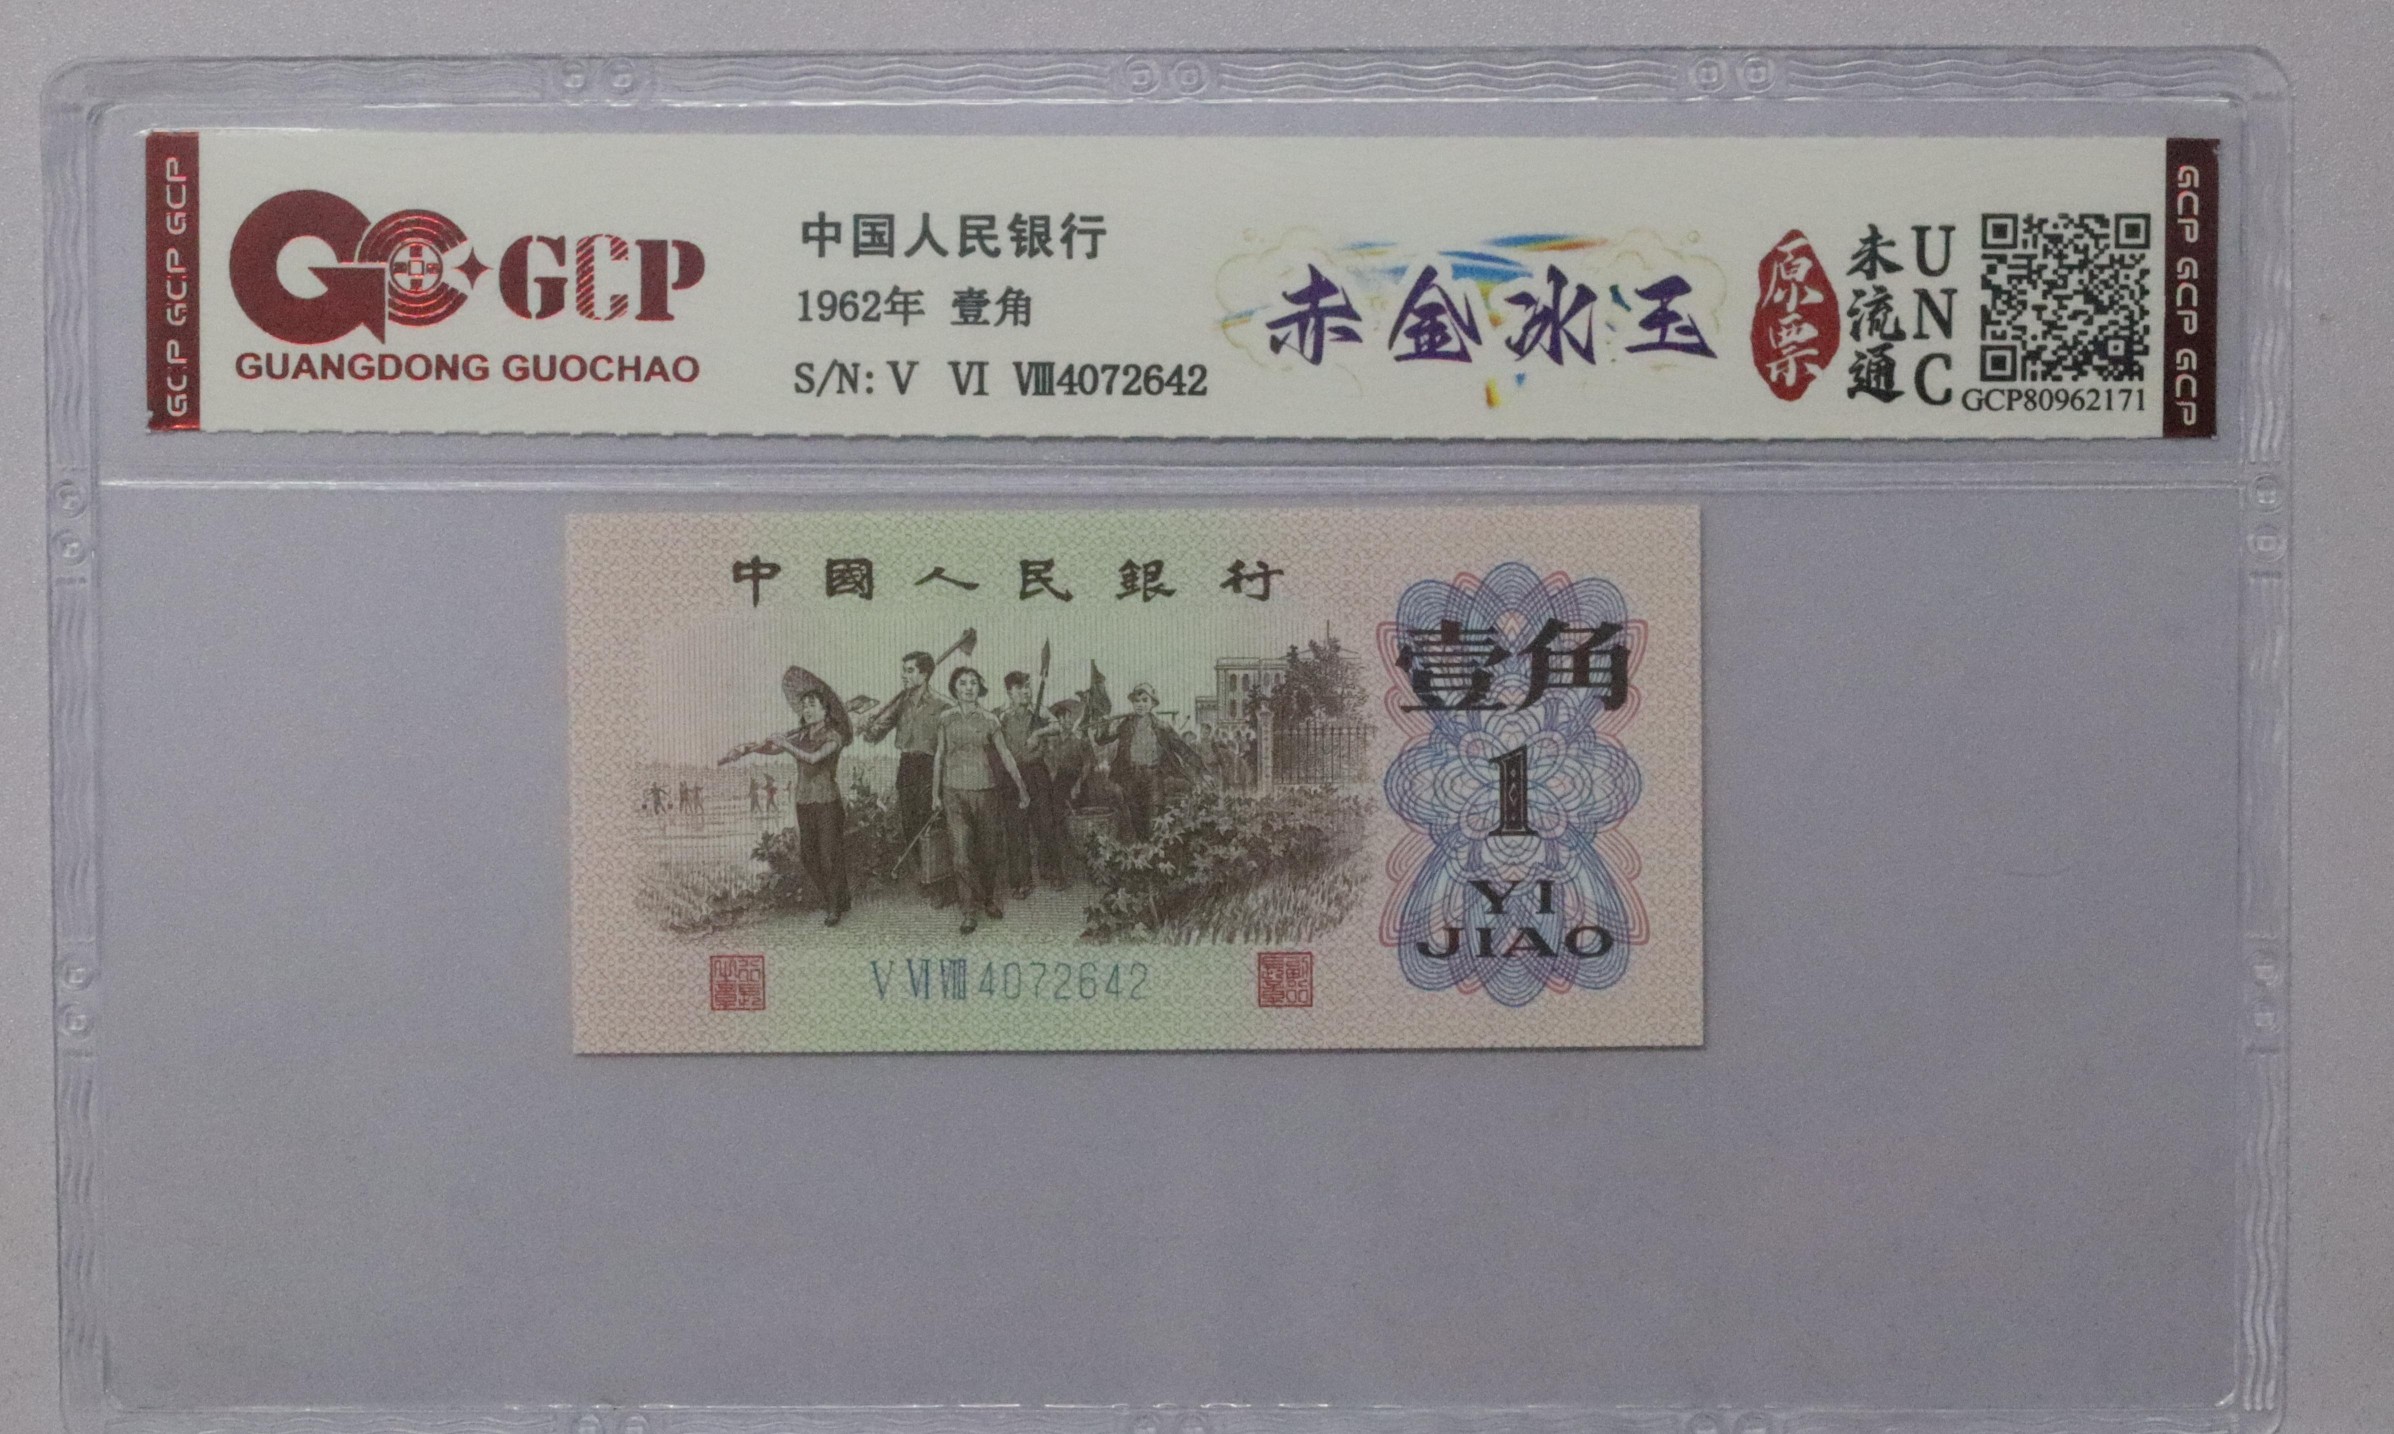 GCP GCP GCP
GCP
GUANGDONG GUOCHAO
中国人民银行
1962年 壹角
S/N: Ⅴ Ⅵ Ⅷ4072642
赤金冰玉
原票
未流通
UNC
GCP80962171
GCP GCP GCP
中國人民銀行
壹角
1
YI
JIAO
Ⅴ Ⅵ Ⅷ 4072642